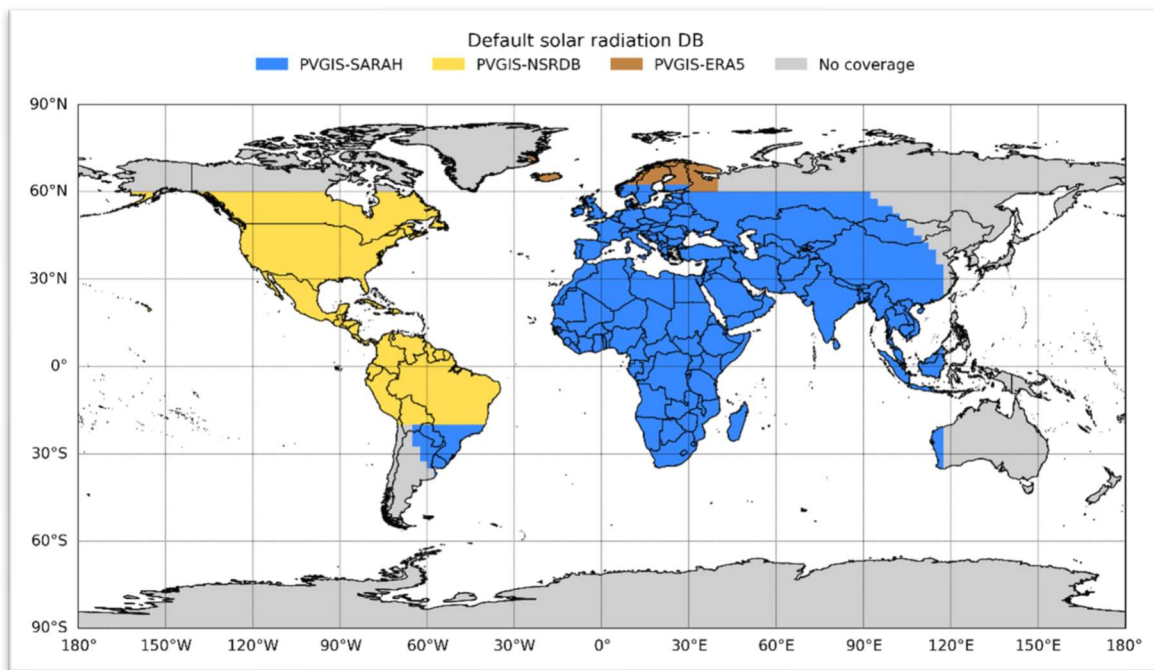 Default solar radiation DB
PVGIS-SARAH PVGIS-NSRDB PVGIS-ERA5 No coverage
90°N
60°N
30°N
0°
30°S
60°S
90°S
180° 150°W 120°W 90°W 60°W 30°W 0° 30°E 60°E 90°E 120°E 150°E 180°